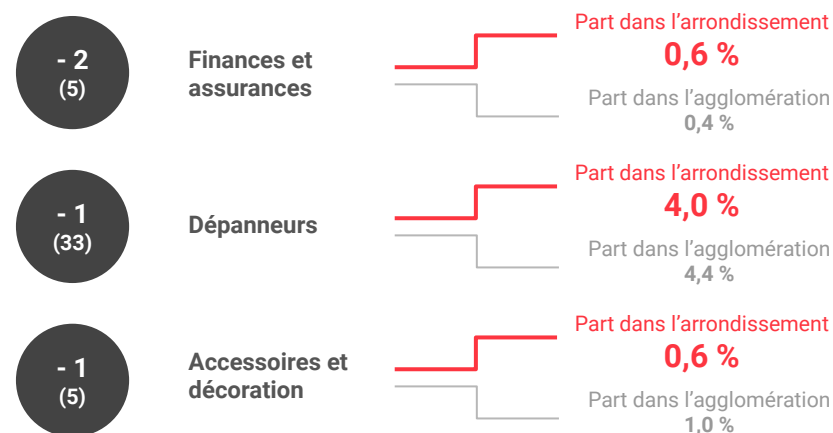 - 2
(5)
Finances et
assurances
Part dans l’arrondissement
0,6 %
Part dans l’agglomération
0,4 %
- 1
(33)
Dépanneurs
Part dans l’arrondissement
4,0 %
Part dans l’agglomération
4,4 %
- 1
(5)
Accessoires et
décoration
Part dans l’arrondissement
0,6 %
Part dans l’agglomération
1,0 %